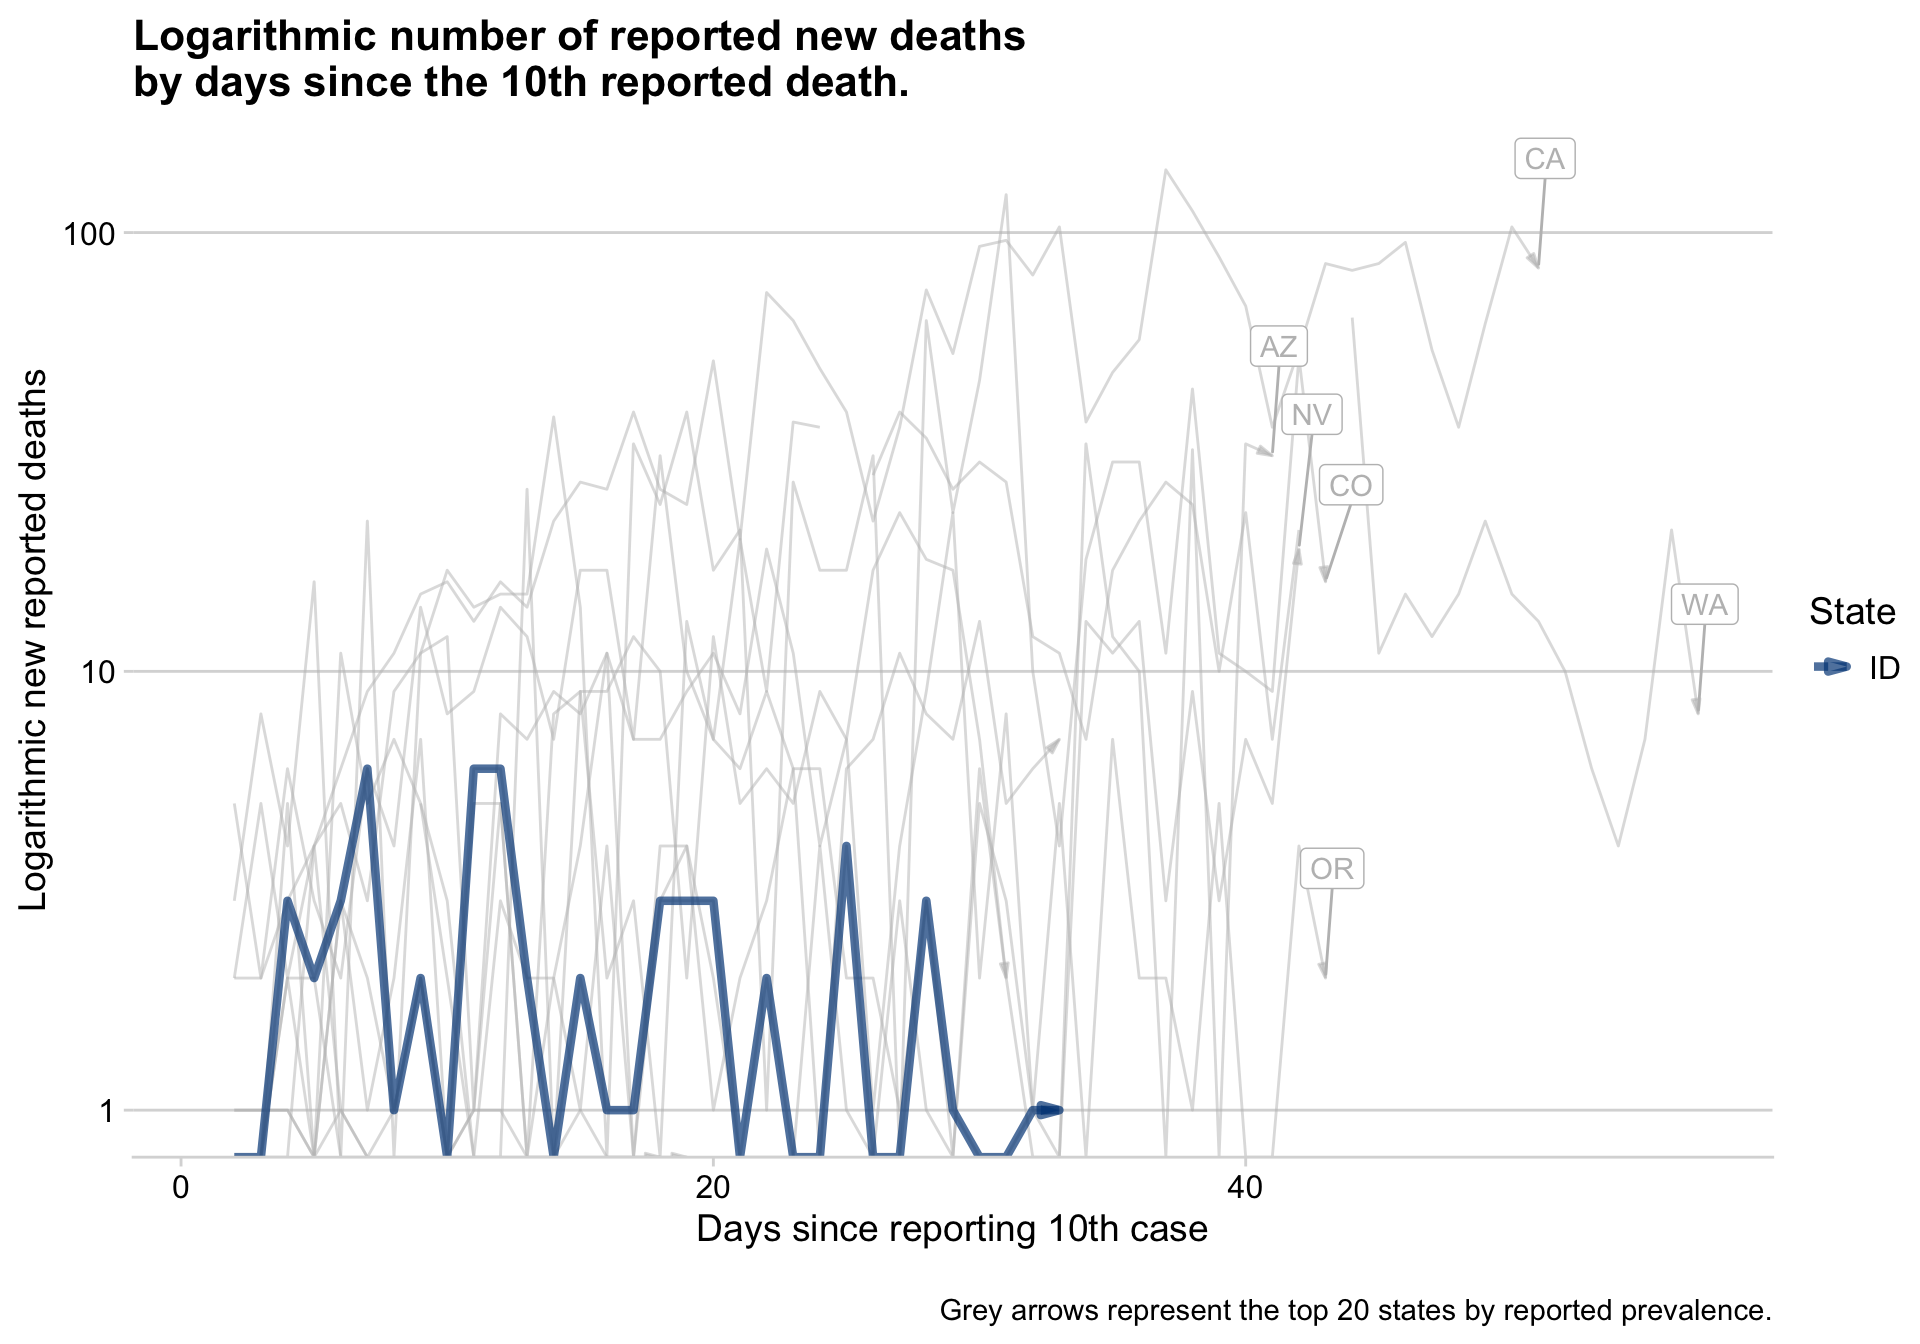 Logarithmic number of reported new deaths
by days since the 10th reported death.
CA
100
AZ
NV
CO
WA
State
ID
10
OR
1
Logarithmic new reported deaths
0
20
40
Days since reporting 10th case
Grey arrows represent the top 20 states by reported prevalence.